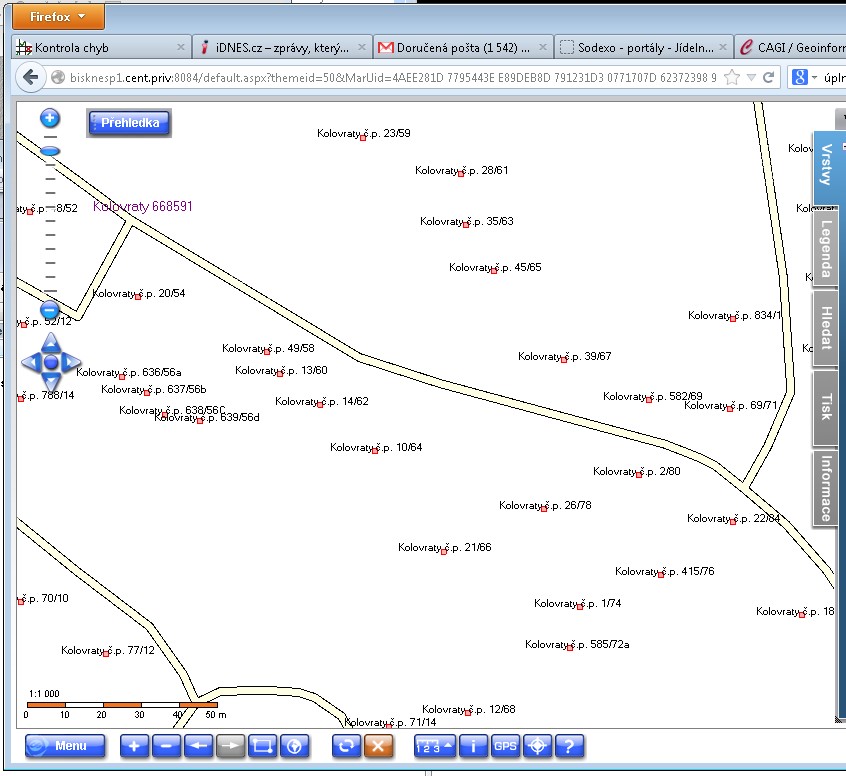 Firefox
Kontrola chyb
iDNES.cz – zprávy, který...
Doručená pošta (1 542) ...
Sodexo - portály - Jídeln...
CAGI / Geoinforn
bisknesp1.cent.priv:8084/default.aspx?themeid=50&MarUid=4AEE281D 7795443E E89DEB8D 791231D3 0771707D 62372398 9
úpln
Přehledka
Kolovraty č.p. 23/59
Kolov
Vrstvy
Kolovraty č.p. 28/61
Kolovraty 668591
Kolovraty č.p. 35/63
Legenda
Kolovraty č.p. 45/65
Kolovraty č.p. 20/54
Kolovraty č.p. 834/1
Hledat
č.p. 52/12
Kolovraty č.p. 49/58
Kolovraty č.p. 39/67
Kolovraty č.p. 13/60
Kolovraty č.p. 636/56a
Kolovraty č.p. 637/56b
č.p. 788/14
Kolovraty č.p. 14/62
Kolovraty č.p. 582/69
Kolovraty č.p. 69/71
Tisk
Kolovraty č.p. 638/56C
Kolovraty č.p. 639/56d
Kolovraty č.p. 10/64
Kolovraty č.p. 2/80
Informace
Kolovraty č.p. 26/78
Kolovraty č.p. 22/84
Kolovraty č.p. 21/66
Kolovraty č.p. 415/76
č.p. 70/10
Kolovraty č.p. 1/74
Kolovraty č.p. 18
Kolovraty č.p. 585/72a
Kolovraty č.p. 77/12
1:1 000
0 10 20 30 40 50 m
Kolovraty č.p. 12/68
Kolovraty č.p. 71/14
Menu
1 2 3
i
GPS
?